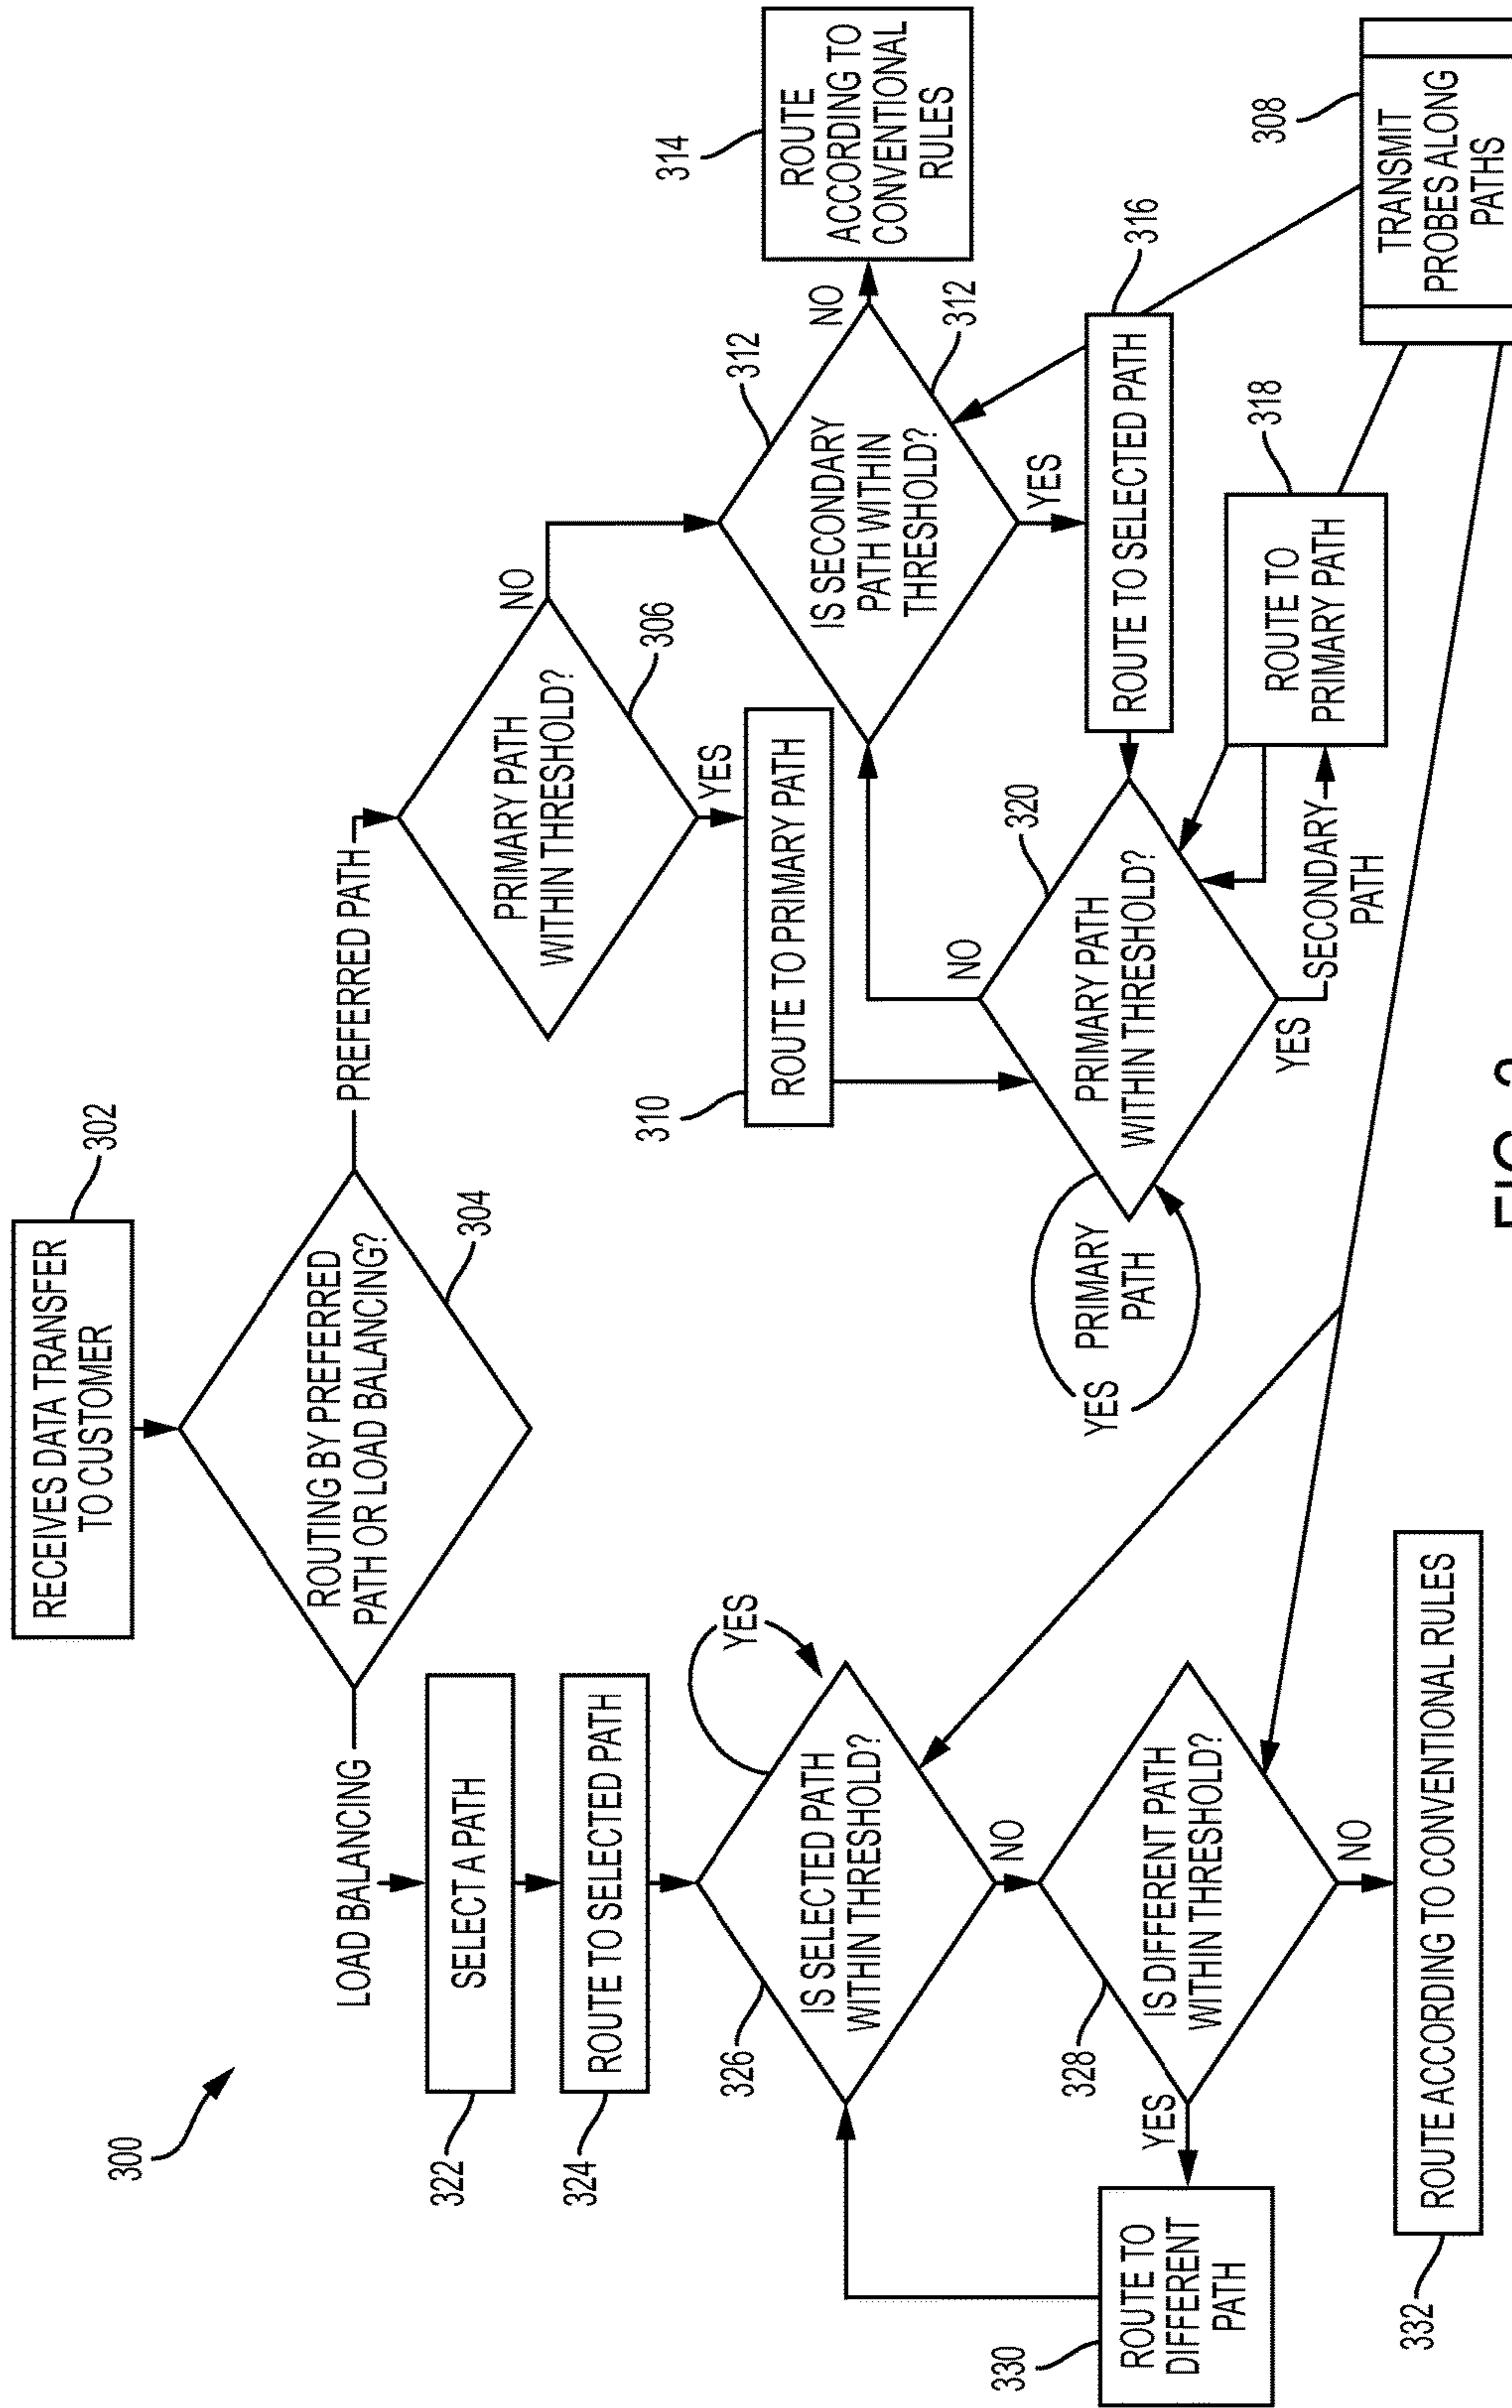 300
RECEIVES DATA TRANSFER
TO CUSTOMER
302
ROUTING BY PREFERRED
PATH OR LOAD BALANCING?
304
LOAD BALANCING
PREFERRED PATH
SELECT A PATH
322
ROUTE TO SELECTED PATH
324
IS SELECTED PATH
WITHIN THRESHOLD?
326
YES
NO
IS DIFFERENT PATH
WITHIN THRESHOLD?
328
YES
NO
ROUTE TO
DIFFERENT
PATH
330
ROUTE ACCORDING TO CONVENTIONAL RULES
332
PRIMARY PATH
WITHIN THRESHOLD?
306
NO
YES
ROUTE TO PRIMARY PATH
310
IS SECONDARY
PATH WITHIN
THRESHOLD?
312
312
NO
YES
ROUTE
ACCORDING TO
CONVENTIONAL
RULES
314
ROUTE TO SELECTED PATH
316
PRIMARY PATH
WITHIN THRESHOLD?
320
NO
YES
PRIMARY
PATH
YES
SECONDARY
PATH
ROUTE TO
PRIMARY PATH
318
TRANSMIT
PROBES ALONG
PATHS
308